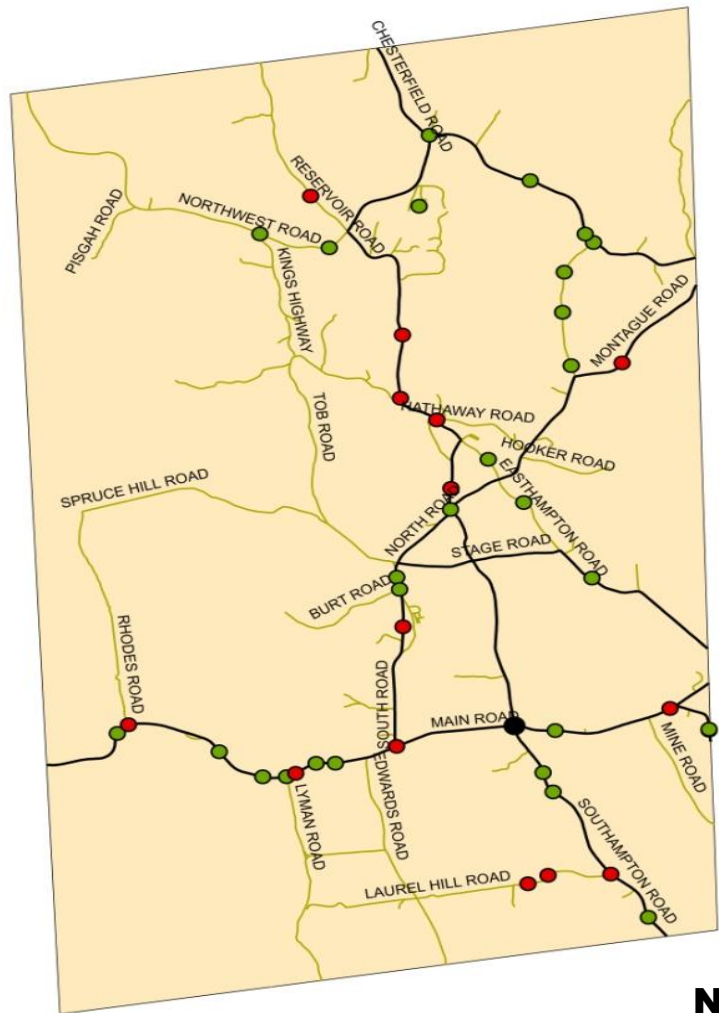 CHESTERFIELD ROAD
RESERVOIR ROAD
NORTHWEST ROAD
PISGAH ROAD
KINGS HIGHWAY
MONTAGUE ROAD
HATHAWAY ROAD
TOB ROAD
HOOKER ROAD
EASTHAMPTON ROAD
SPRUCE HILL ROAD
NORTH ROAD
STAGE ROAD
BURT ROAD
RHODES ROAD
SOUTH ROAD
MAIN ROAD
MINE ROAD
EDWARDS ROAD
LYMAN ROAD
SOUTHAMPTON ROAD
LAUREL HILL ROAD
N